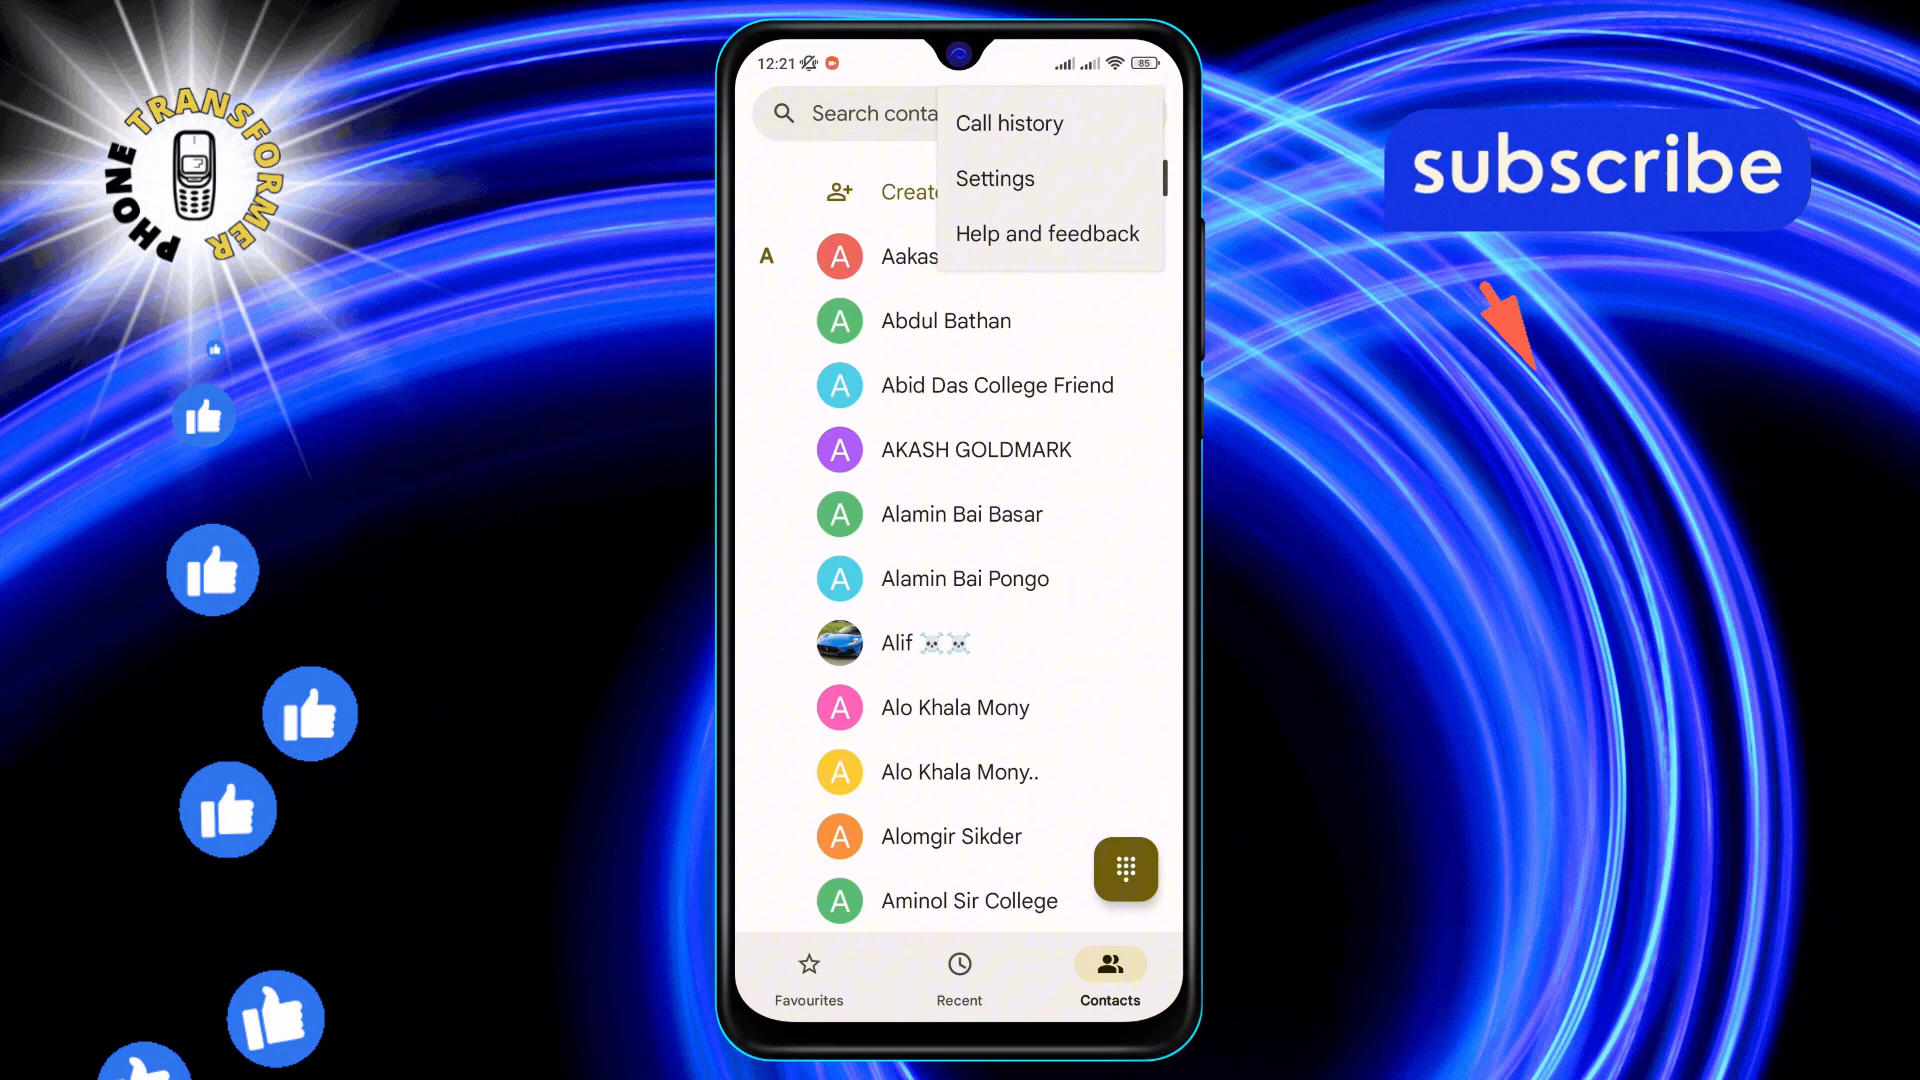 PHONE TRANSFORMER
subscribe
12:21
85
Search conta
Call history
Settings
Help and feedback
Create
A
A Aakas
A Abdul Bathan
A Abid Das College Friend
A AKASH GOLDMARK
A Alamin Bai Basar
A Alamin Bai Pongo
Alif ☠️☠️
A Alo Khala Mony
A Alo Khala Mony..
A Alomgir Sikder
A Aminol Sir College
Favourites
Recent
Contacts